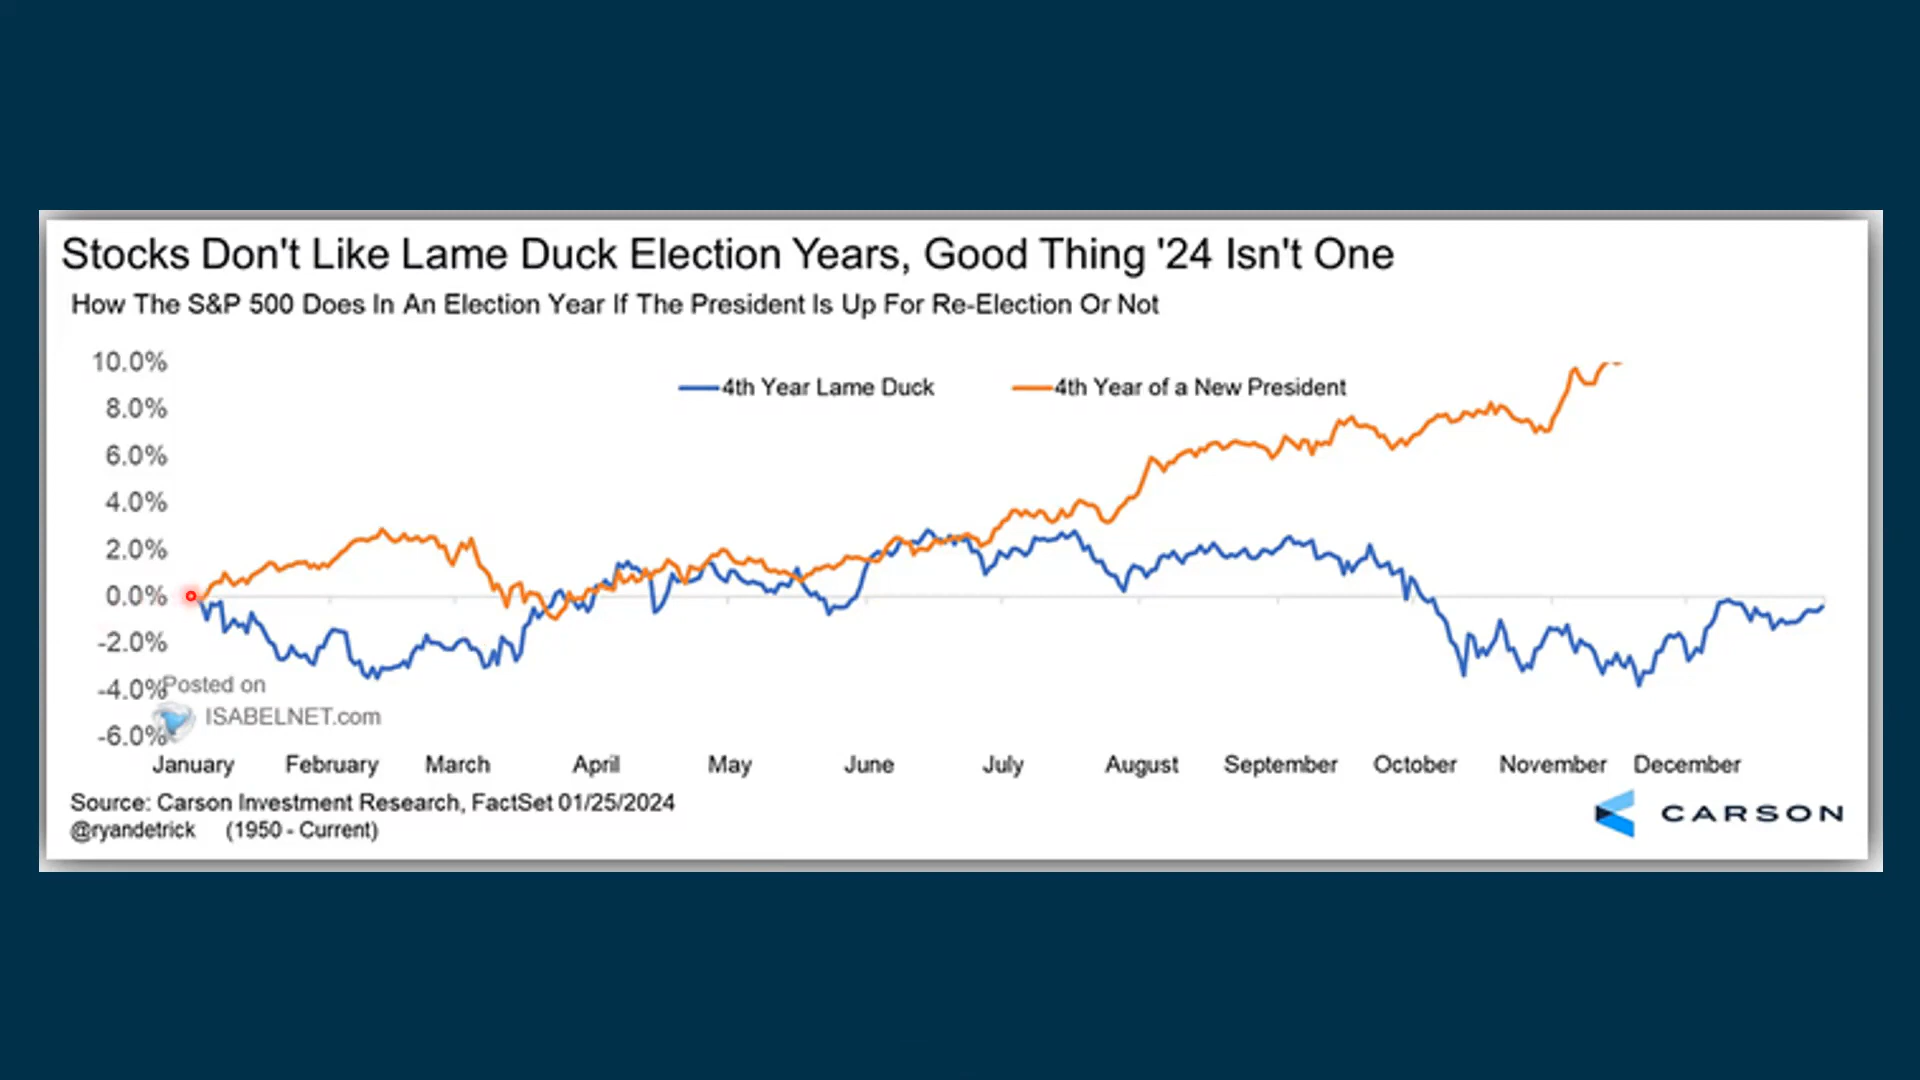 Stocks Don't Like Lame Duck Election Years, Good Thing '24 Isn't One
How The S&P 500 Does In An Election Year If The President Is Up For Re-Election Or Not
10.0%
4th Year Lame Duck
4th Year of a New President
8.0%
6.0%
4.0%
2.0%
0.0%
-2.0%
-4.0%
Posted on
ISABELNET.com
-6.0%
January February March April May June July August September October November December
Source: Carson Investment Research, FactSet 01/25/2024
@ryandetrick (1950 - Current)
CARSON